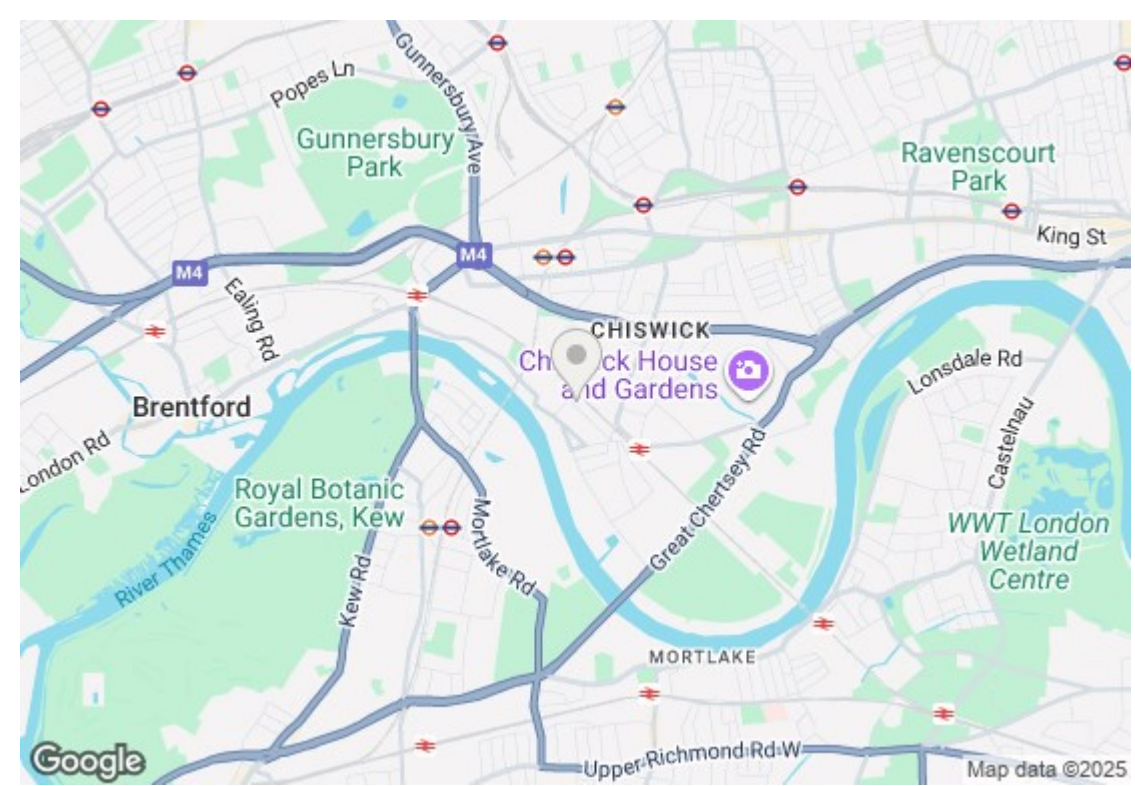 Popes Ln
Gunnersbury Ave
Gunnersbury
Park
Ravenscourt
Park
King St
M4
M4
Ealing Rd
CHISWICK
Chiswick House
and Gardens
Lonsdale Rd
Brentford
Castelnau
London Rd
Great Chertsey Rd
Royal Botanic
Gardens, Kew
Mortlake Rd
WWT London
Wetland
Centre
River Thames
Kew Rd
MORTLAKE
Upper Richmond Rd W
Google
Map data ©2025